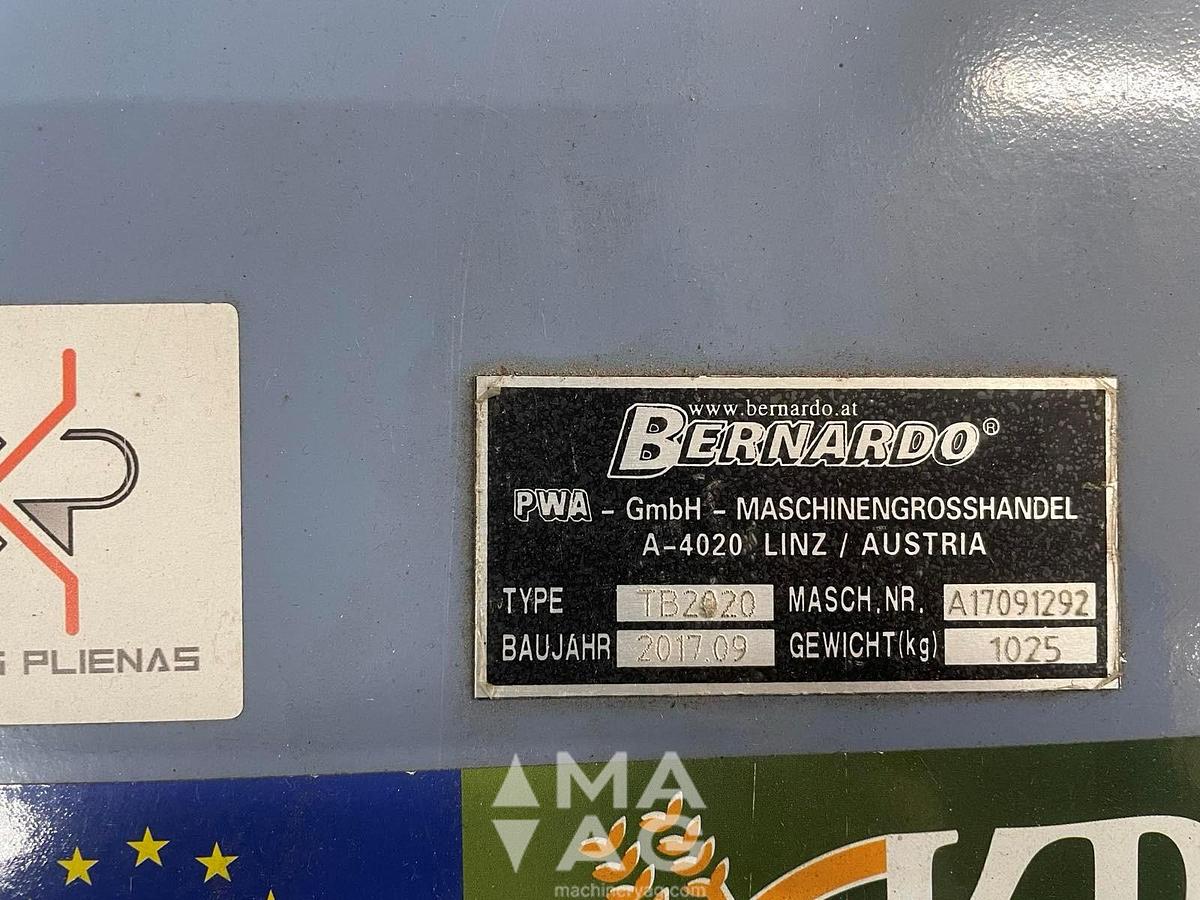 www.bernardo.at
BERNARDO®
PWA - GmbH - MASCHINENGROSSHANDEL
A-4020 LINZ / AUSTRIA
TYPE TB2020 MASCH.NR. A17091292
BAUJAHR 2017.09 GEWICHT(kg) 1025
PLIENAS
MA
AG
machineryag.com